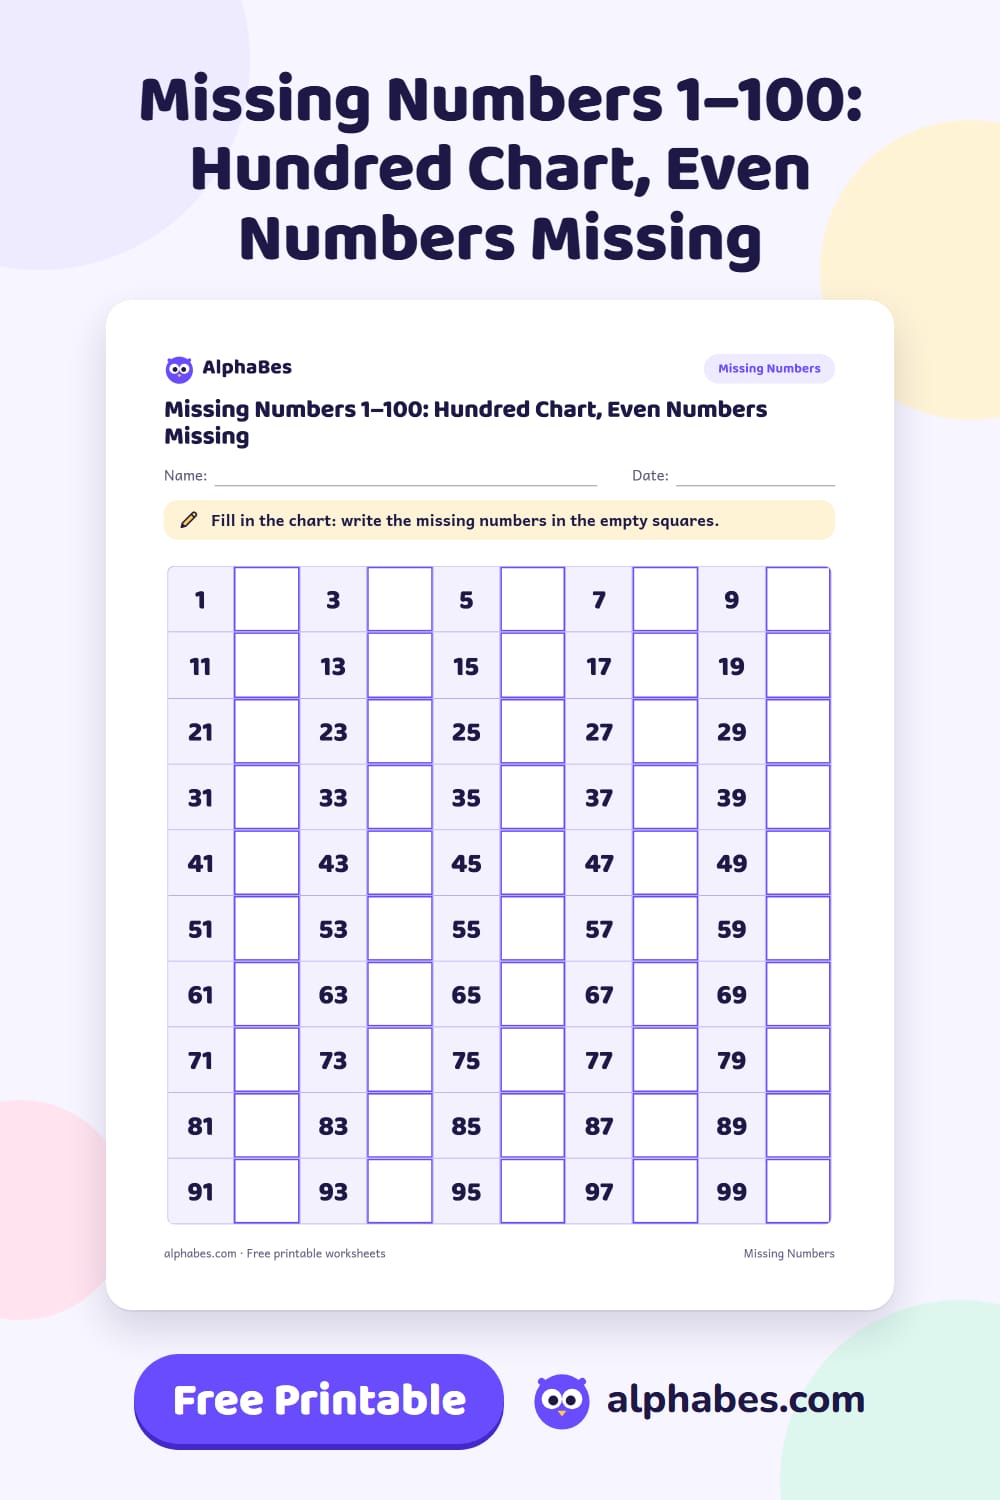 Missing Numbers 1–100:
Hundred Chart, Even
Numbers Missing
AlphaBes
Missing Numbers
Missing Numbers 1–100: Hundred Chart, Even Numbers
Missing
Name:
Date:
Fill in the chart: write the missing numbers in the empty squares.
1 3 5 7 9
11 13 15 17 19
21 23 25 27 29
31 33 35 37 39
41 43 45 47 49
51 53 55 57 59
61 63 65 67 69
71 73 75 77 79
81 83 85 87 89
91 93 95 97 99
alphabes.com · Free printable worksheets
Missing Numbers
Free Printable
alphabes.com